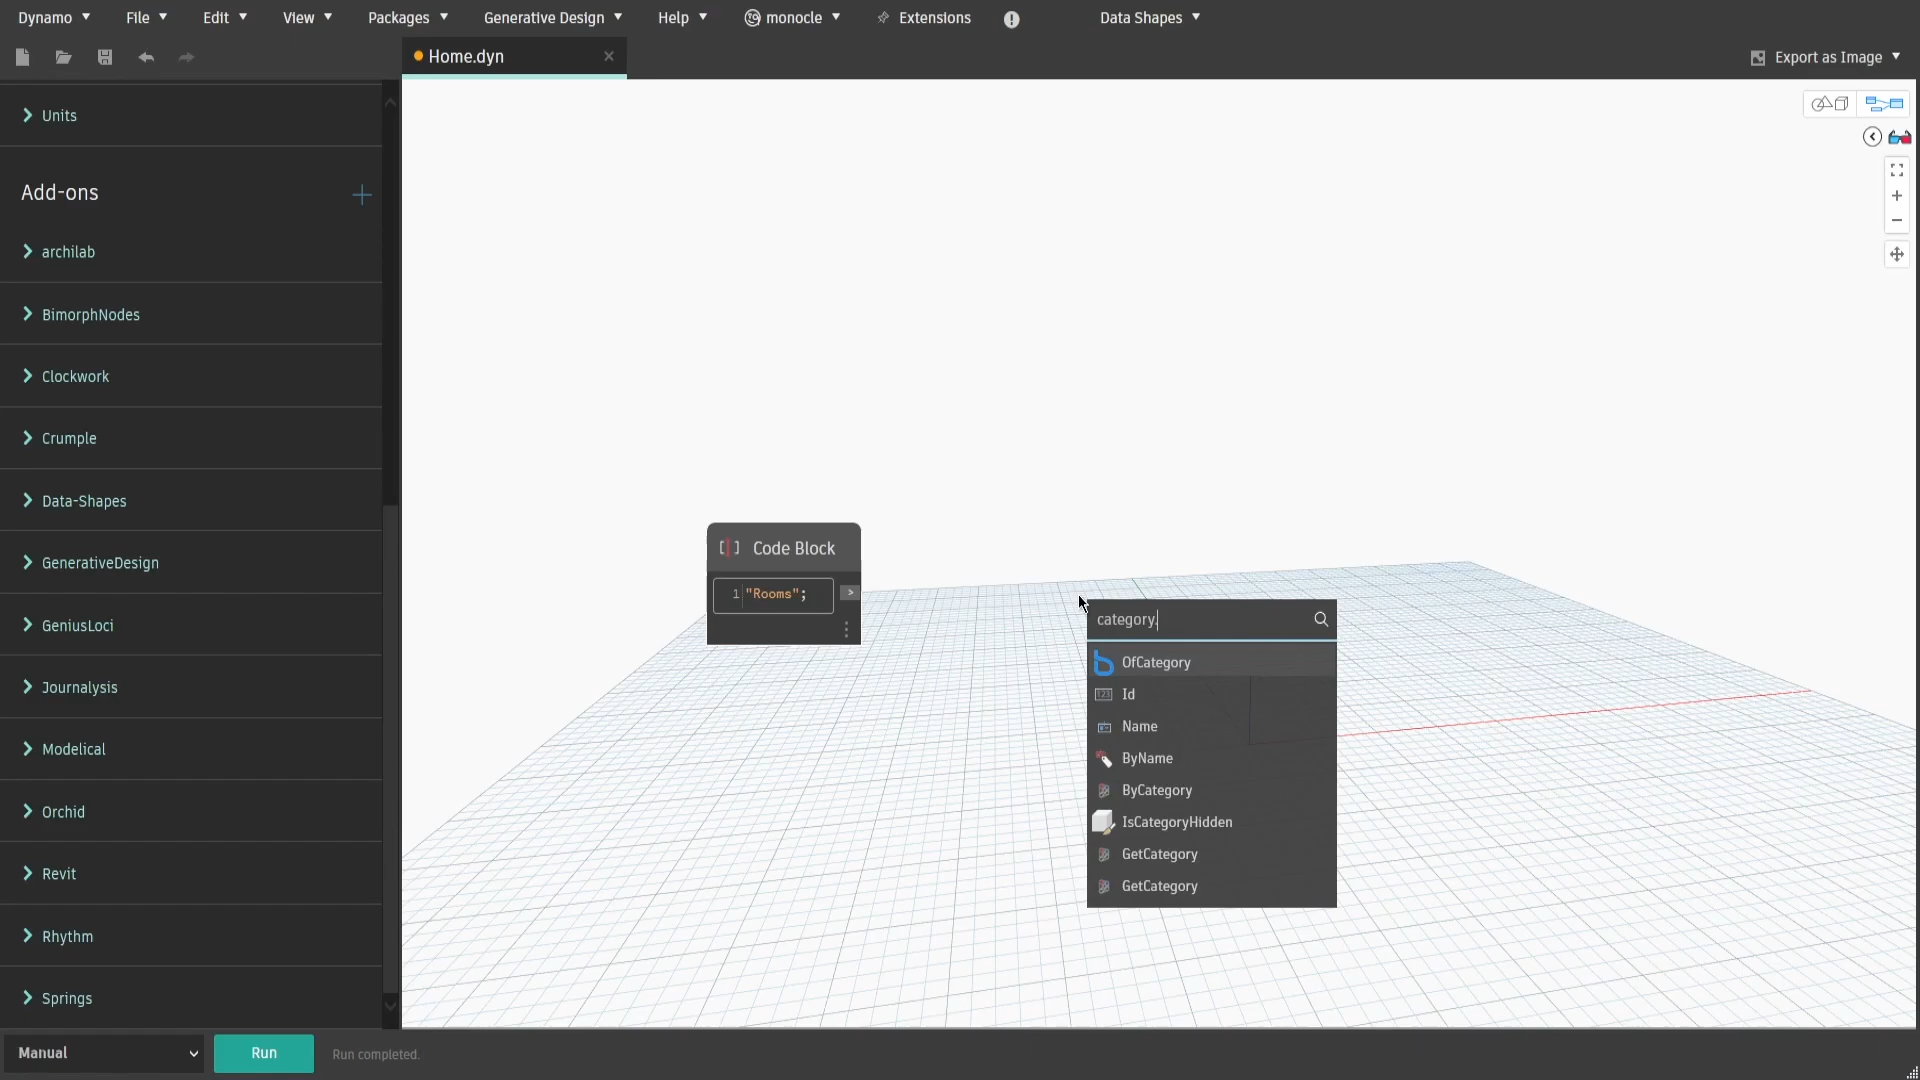 Dynamo File Edit View Packages Generative Design Help monocle Extensions Data Shapes
Home.dyn
Export as Image
Units
Add-ons
archilab
BimorphNodes
Clockwork
Crumple
Data-Shapes
GenerativeDesign
GeniusLoci
Journalysis
Modelical
Orchid
Revit
Rhythm
Springs
Code Block
1 "Rooms";
category.
OfCategory
123 Id
Name
ByName
ByCategory
IsCategoryHidden
GetCategory
GetCategory
Manual
Run
Run completed.